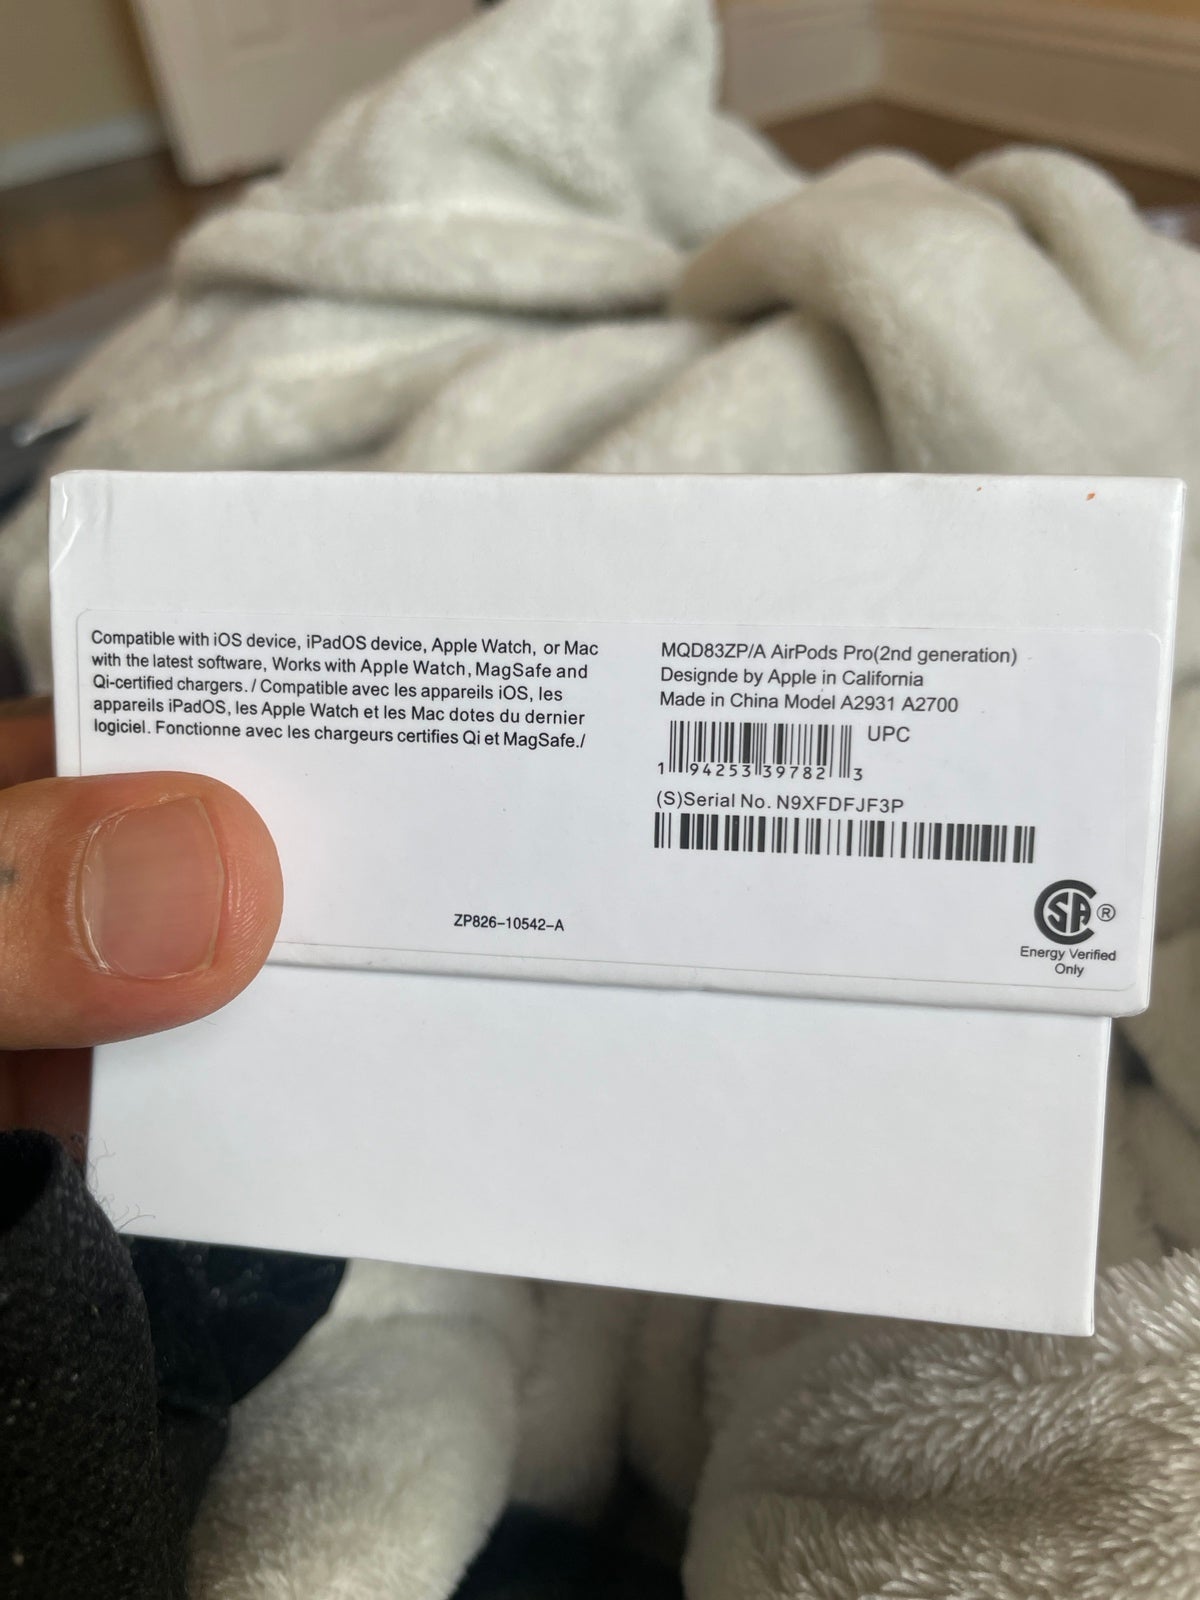 Compatible with iOS device, iPadOS device, Apple Watch, or Mac
with the latest software, Works with Apple Watch, MagSafe and
Qi-certified chargers. / Compatible avec les appareils iOS, les
appareils iPadOS, les Apple Watch et les Mac dotes du dernier
logiciel. Fonctionne avec les chargeurs certifies Qi et MagSafe./
ZP826-10542-A
MQD83ZP/A AirPods Pro(2nd generation)
Designde by Apple in California
Made in China Model A2931 A2700
UPC
1 94253 39782 3
(S)Serial No. N9XFDFJF3P
SA ®
Energy Verified
Only